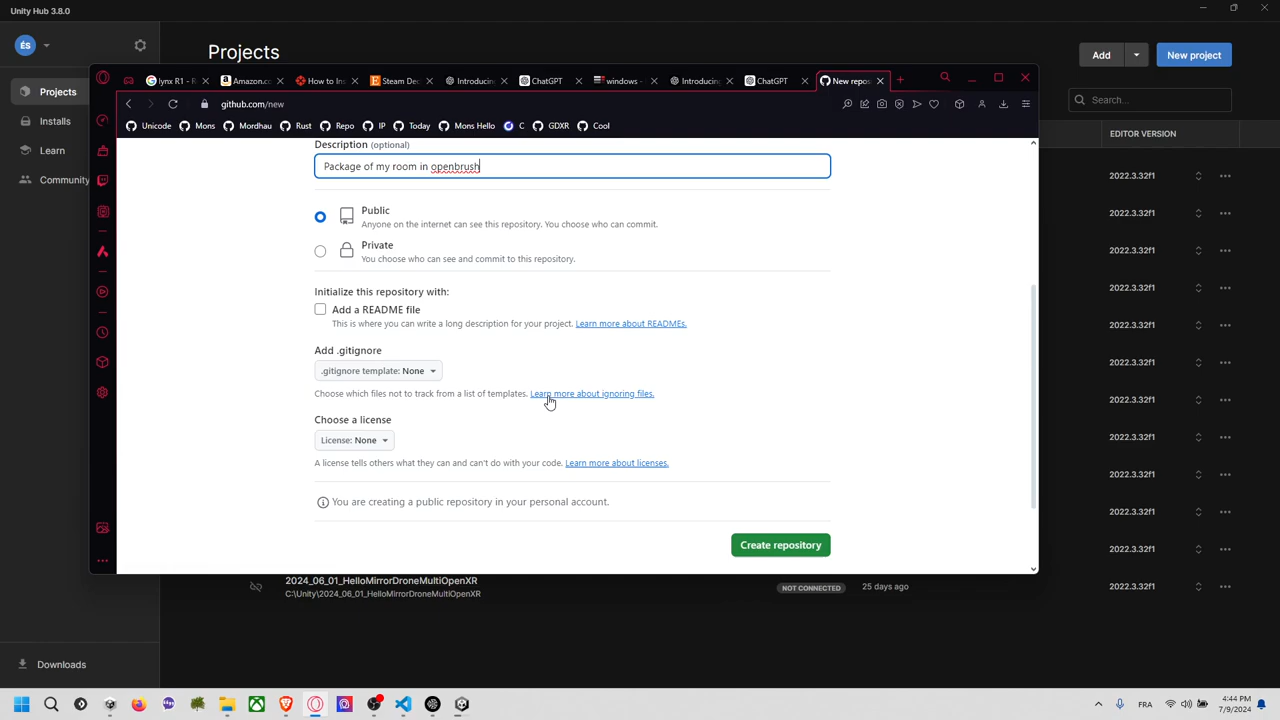 Unity Hub 3.8.0
ÉS
Projects
Add
New project
Projects
Installs
Learn
Community
Downloads
Search...
EDITOR VERSION
2022.3.32f1
2022.3.32f1
2022.3.32f1
2022.3.32f1
2022.3.32f1
2022.3.32f1
2022.3.32f1
2022.3.32f1
2022.3.32f1
2022.3.32f1
2022.3.32f1
2022.3.32f1
lynx R1 - R
Amazon.co
How to Ins
Steam Dec
Introducing
ChatGPT
windows -
Introducing
ChatGPT
New repos
github.com/new
Unicode
Mons
Mordhau
Rust
Repo
IP
Today
Mons Hello
C
GDXR
Cool
Description (optional)
Package of my room in openbrush
Public
Anyone on the internet can see this repository. You choose who can commit.
Private
You choose who can see and commit to this repository.
Initialize this repository with:
Add a README file
This is where you can write a long description for your project. Learn more about READMEs.
Add .gitignore
.gitignore template: None
Choose which files not to track from a list of templates. Learn more about ignoring files.
Choose a license
License: None
A license tells others what they can and can't do with your code. Learn more about licenses.
You are creating a public repository in your personal account.
Create repository
2024_06_01_HelloMirrorDroneMultiOpenXR
C:\Unity\2024_06_01_HelloMirrorDroneMultiOpenXR
NOT CONNECTED
25 days ago
FRA
4:44 PM
7/9/2024